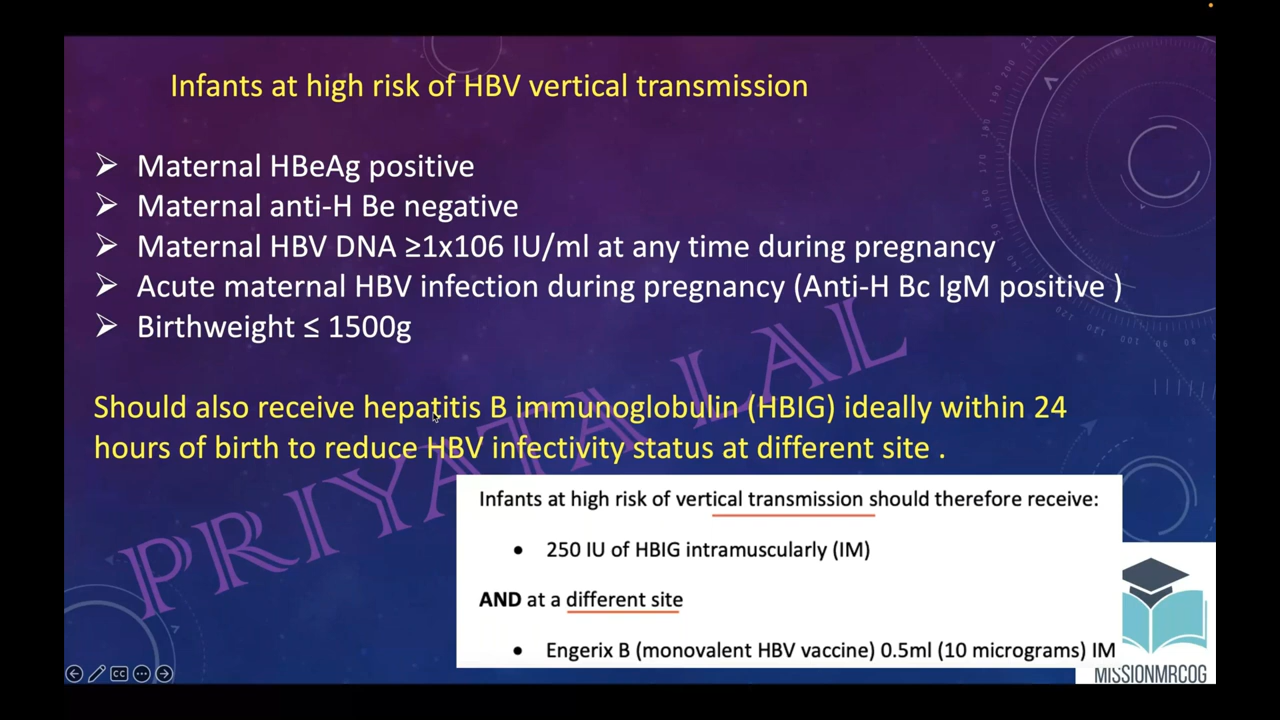 Infants at high risk of HBV vertical transmission
➢ Maternal HBeAg positive
➢ Maternal anti-H Be negative
➢ Maternal HBV DNA ≥1x106 IU/ml at any time during pregnancy
➢ Acute maternal HBV infection during pregnancy (Anti-H Bc IgM positive )
➢ Birthweight ≤ 1500g
Should also receive hepatitis B immunoglobulin (HBIG) ideally within 24
hours of birth to reduce HBV infectivity status at different site .
PRIYATA LAL
Infants at high risk of vertical transmission should therefore receive:
• 250 IU of HBIG intramuscularly (IM)
AND at a different site
• Engerix B (monovalent HBV vaccine) 0.5ml (10 micrograms) IM
CC
MISSIONMRCOG